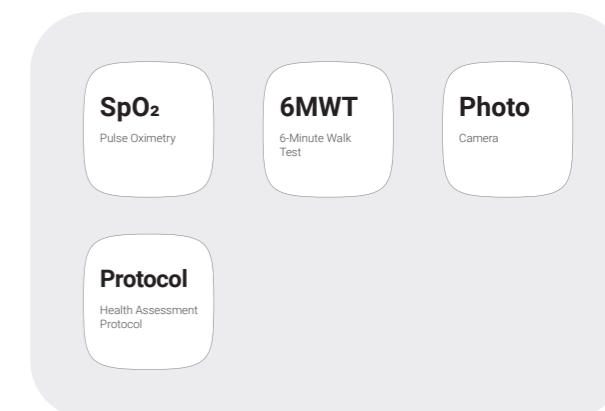 SpO₂
Pulse Oximetry
6MWT
6-Minute Walk
Test
Photo
Camera
Protocol
Health Assessment
Protocol